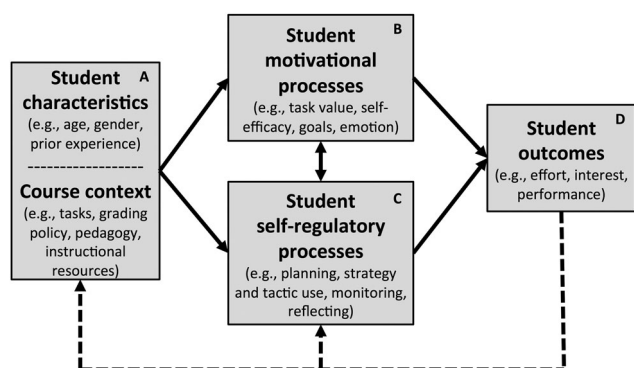 A
Student
characteristics
(e.g., age, gender,
prior experience)
Course context
(e.g., tasks, grading
policy, pedagogy,
instructional
resources)
B
Student
motivational
processes
(e.g., task value, self-
efficacy, goals, emotion)
C
Student
self-regulatory
processes
(e.g., planning, strategy
and tactic use, monitoring,
reflecting)
D
Student
outcomes
(e.g., effort, interest,
performance)